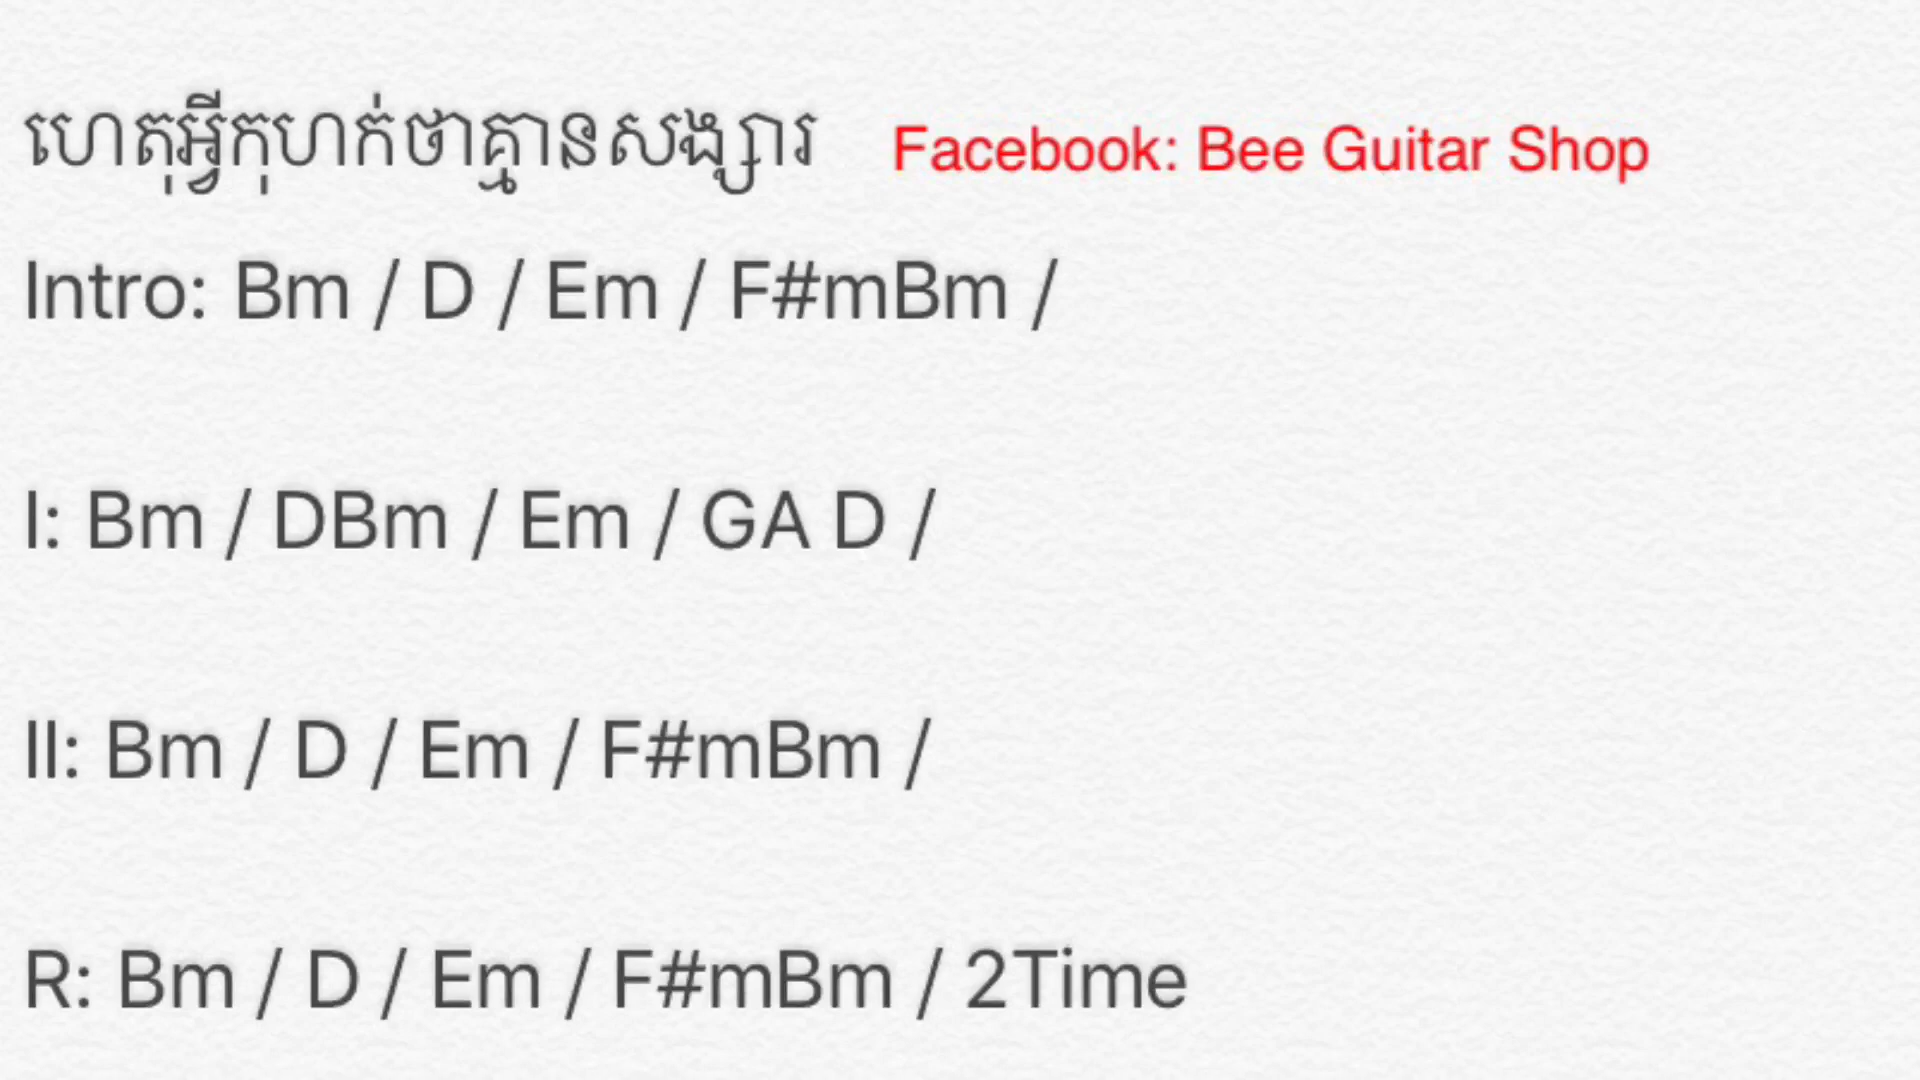 ហេតុអ្វីកុហក់ថាគ្មានសង្សារ Facebook: Bee Guitar Shop
Intro: Bm / D / Em / F#mBm /
I: Bm / DBm / Em / GA D /
II: Bm / D / Em / F#mBm /
R: Bm / D / Em / F#mBm / 2Time